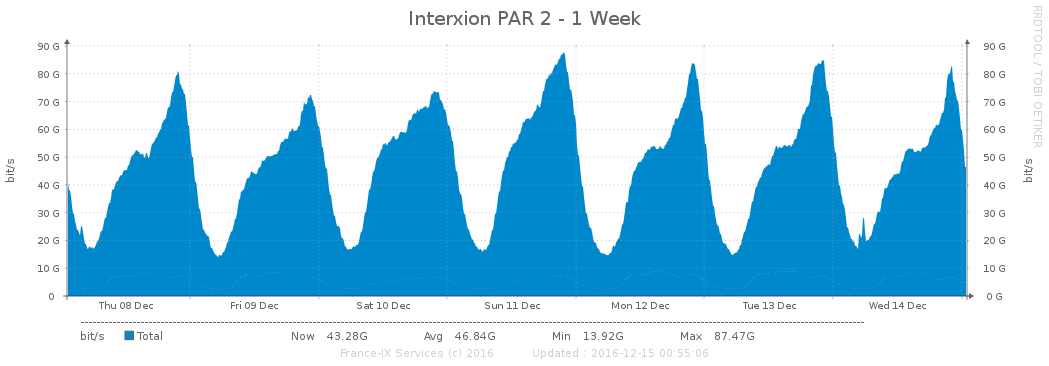 Interxion PAR 2 - 1 Week
RRDTOOL / TOBI OETIKER
bit/s
90 G 90 G
80 G 80 G
70 G 70 G
60 G 60 G
50 G 50 G
40 G 40 G
30 G 30 G
20 G 20 G
10 G 10 G
0 0 G
bit/s
Thu 08 Dec Fri 09 Dec Sat 10 Dec Sun 11 Dec Mon 12 Dec Tue 13 Dec Wed 14 Dec
bit/s Total Now 43.28G Avg 46.84G Min 13.92G Max 87.47G
France-IX Services (c) 2016 Updated : 2016-12-15 00:55:06